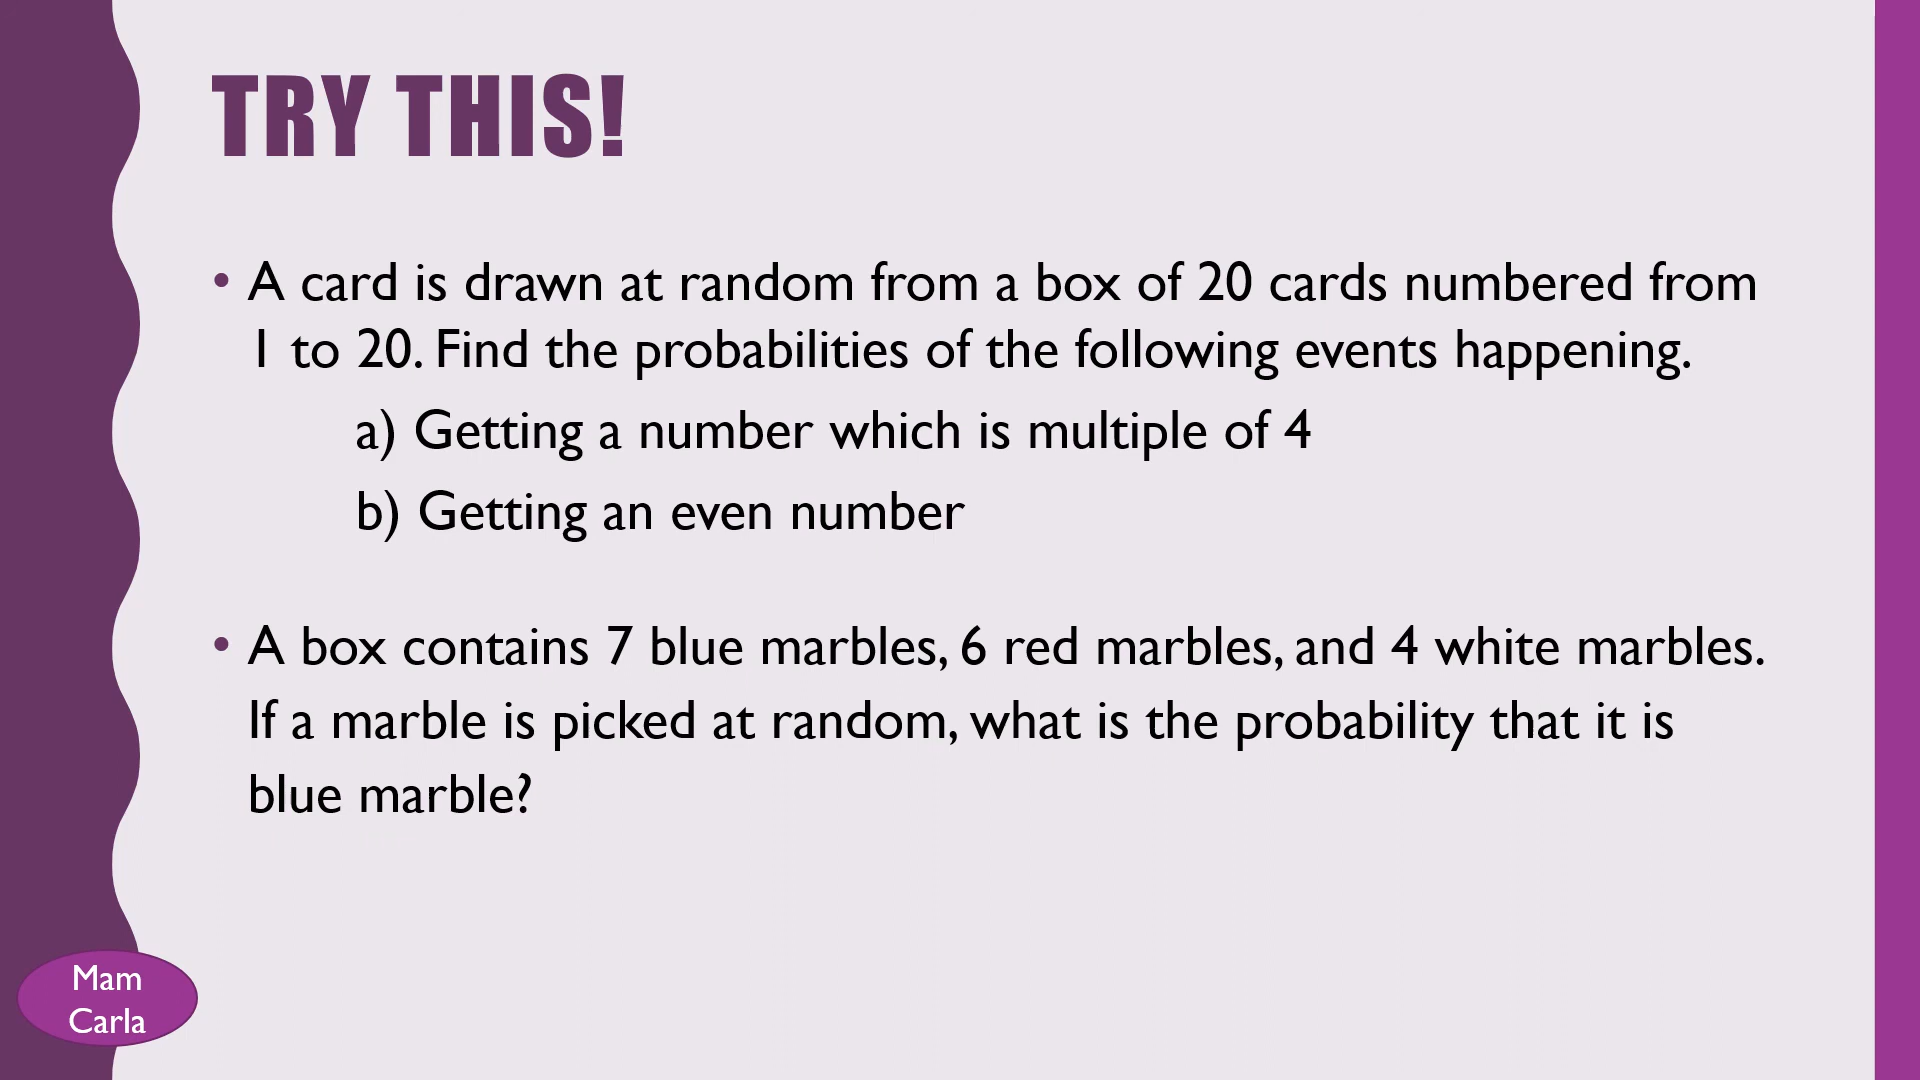 TRY THIS!
• A card is drawn at random from a box of 20 cards numbered from
1 to 20. Find the probabilities of the following events happening.
a) Getting a number which is multiple of 4
b) Getting an even number
• A box contains 7 blue marbles, 6 red marbles, and 4 white marbles.
If a marble is picked at random, what is the probability that it is
blue marble?
Mam
Carla